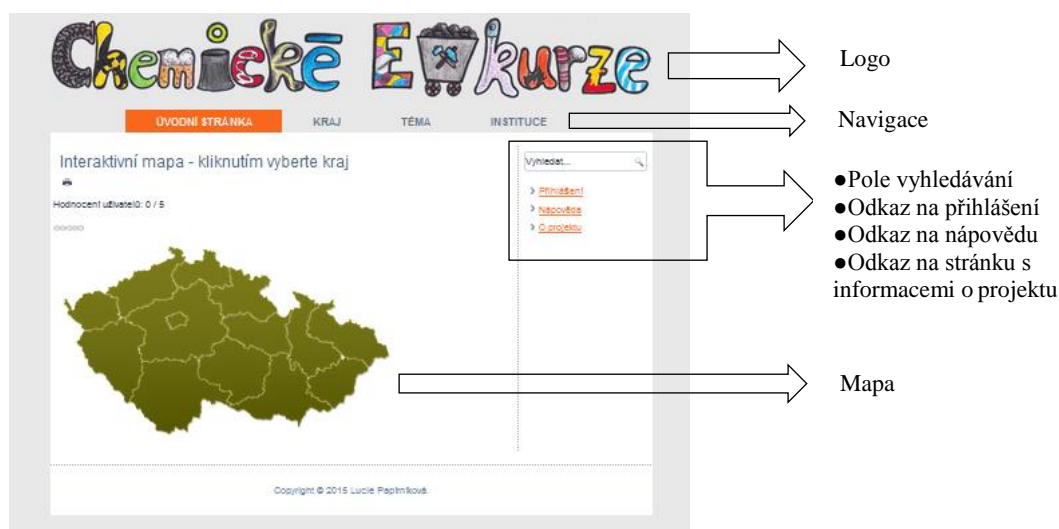 Chemické Exkurze
Logo
ÚVODNÍ STRÁNKA KRAJ TÉMA INSTITUCE
Navigace
Interaktivní mapa - kliknutím vyberte kraj
Hodnocení uživatelů: 0 / 5
Vyhledat...
Přihlášení
Nápověda
O projektu
●Pole vyhledávání
●Odkaz na přihlášení
●Odkaz na nápovědu
●Odkaz na stránku s
informacemi o projektu
Mapa
Copyright © 2015 Lucie Papírníková.